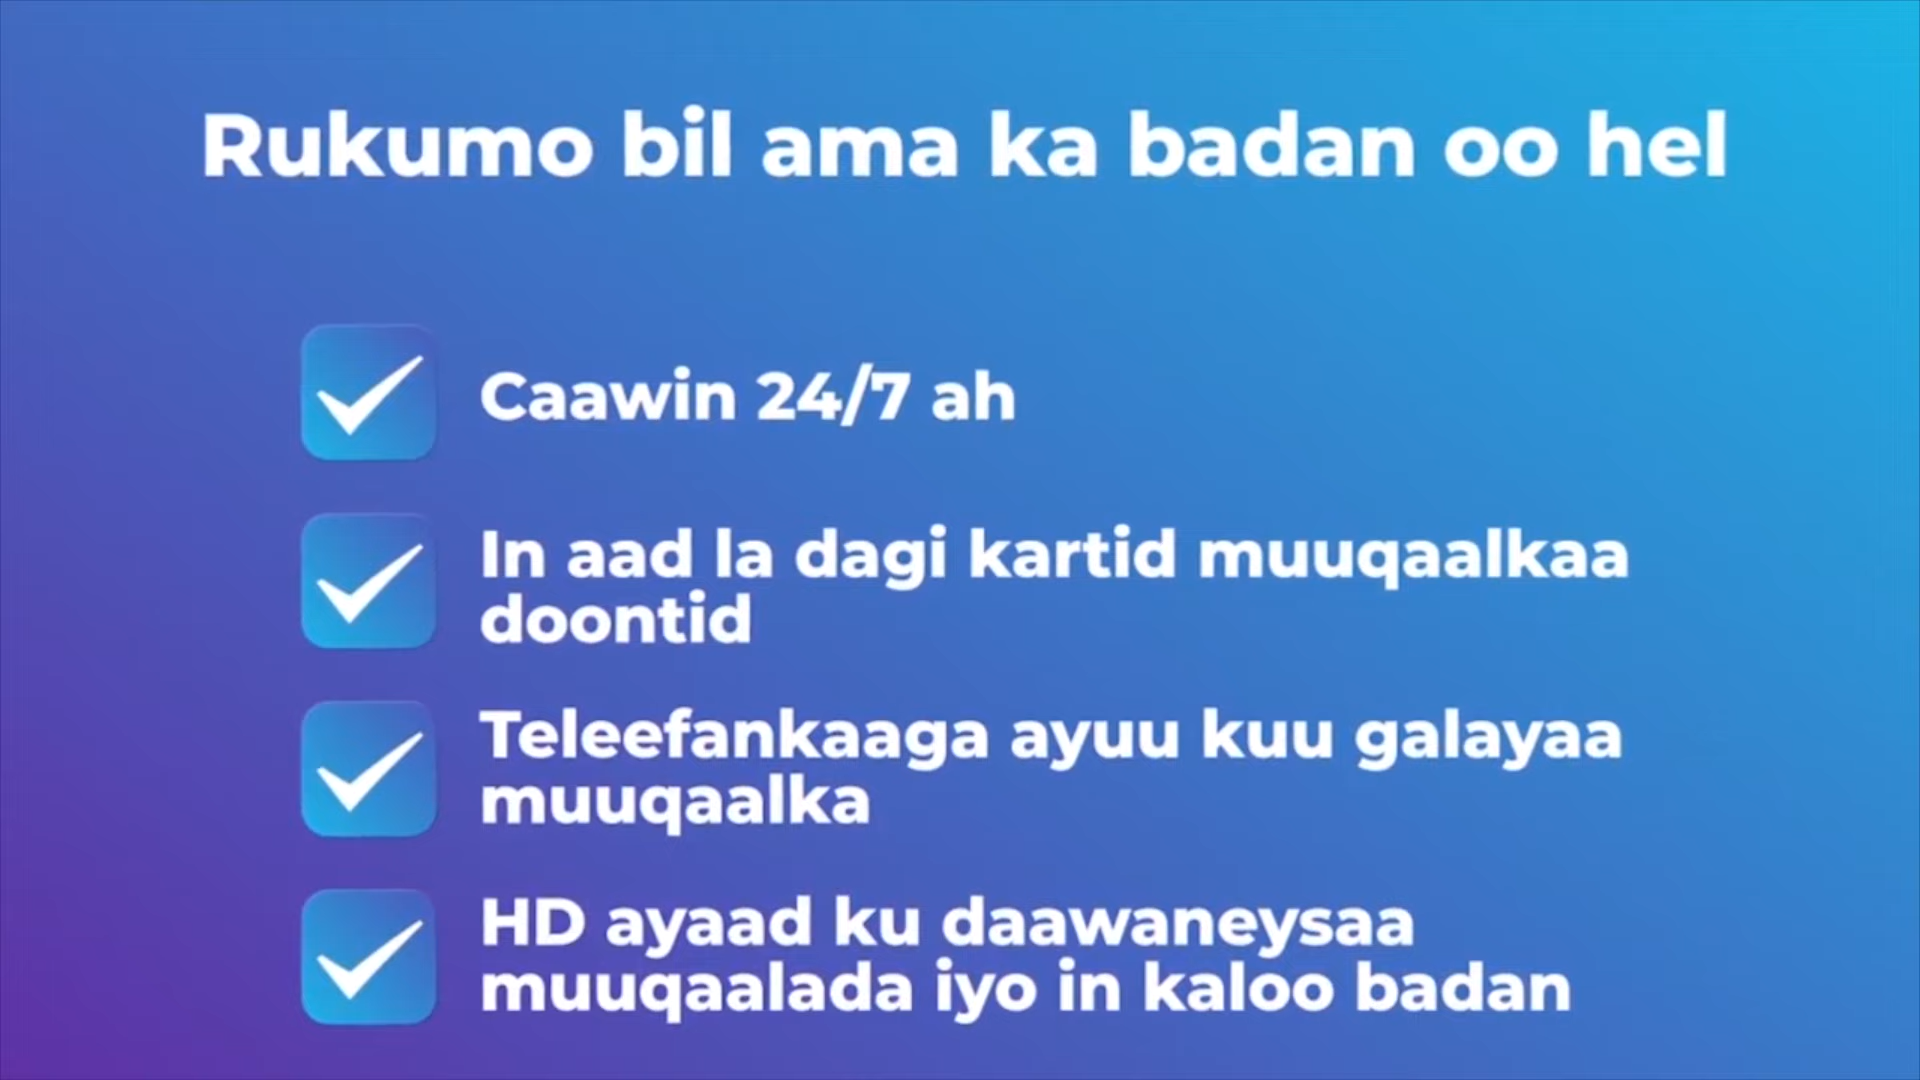 Rukumo bil ama ka badan oo hel
Caawin 24/7 ah
In aad la dagi kartid muuqaalkaa
doontid
Teleefankaaga ayuu kuu galayaa
muuqaalka
HD ayaad ku daawaneysaa
muuqaalada iyo in kaloo badan